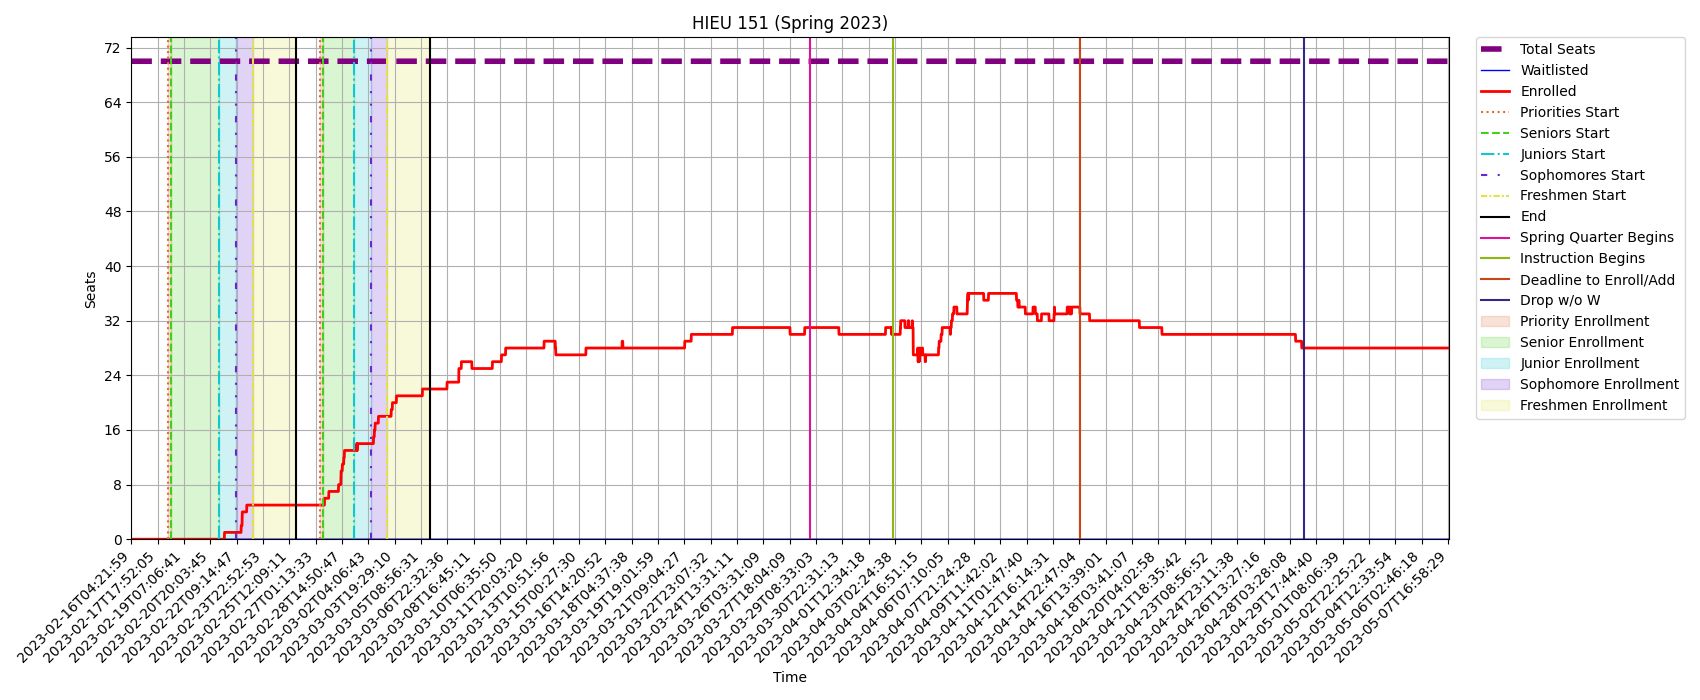 HIEU 151 (Spring 2023)
72
64
56
48
40
32
24
16
8
0
Seats
2023-02-16T04:21:59
2023-02-17T17:52:05
2023-02-19T07:06:41
2023-02-20T20:03:45
2023-02-22T09:14:47
2023-02-23T22:52:53
2023-02-25T12:09:11
2023-02-27T01:13:33
2023-02-28T14:50:47
2023-03-02T04:06:43
2023-03-03T19:29:10
2023-03-05T08:56:31
2023-03-06T22:32:36
2023-03-08T16:45:11
2023-03-10T06:35:50
2023-03-11T20:03:20
2023-03-13T10:51:56
2023-03-15T00:27:30
2023-03-16T14:20:52
2023-03-18T04:37:38
2023-03-19T19:01:59
2023-03-21T09:04:27
2023-03-22T23:07:32
2023-03-24T13:31:11
2023-03-26T03:31:09
2023-03-27T18:04:09
2023-03-29T08:33:03
2023-03-30T22:31:13
2023-04-01T12:34:18
2023-04-03T02:24:38
2023-04-04T16:51:15
2023-04-06T07:10:05
2023-04-07T21:24:28
2023-04-09T11:42:02
2023-04-11T01:47:40
2023-04-12T16:14:31
2023-04-14T22:47:04
2023-04-16T13:39:01
2023-04-18T03:41:07
2023-04-20T04:02:58
2023-04-21T18:35:42
2023-04-23T08:56:52
2023-04-24T23:11:38
2023-04-26T13:27:16
2023-04-28T03:28:08
2023-04-29T17:44:40
2023-05-01T08:06:39
2023-05-02T22:25:22
2023-05-04T12:33:54
2023-05-06T02:46:18
2023-05-07T16:58:29
Time
Total Seats
Waitlisted
Enrolled
Priorities Start
Seniors Start
Juniors Start
Sophomores Start
Freshmen Start
End
Spring Quarter Begins
Instruction Begins
Deadline to Enroll/Add
Drop w/o W
Priority Enrollment
Senior Enrollment
Junior Enrollment
Sophomore Enrollment
Freshmen Enrollment